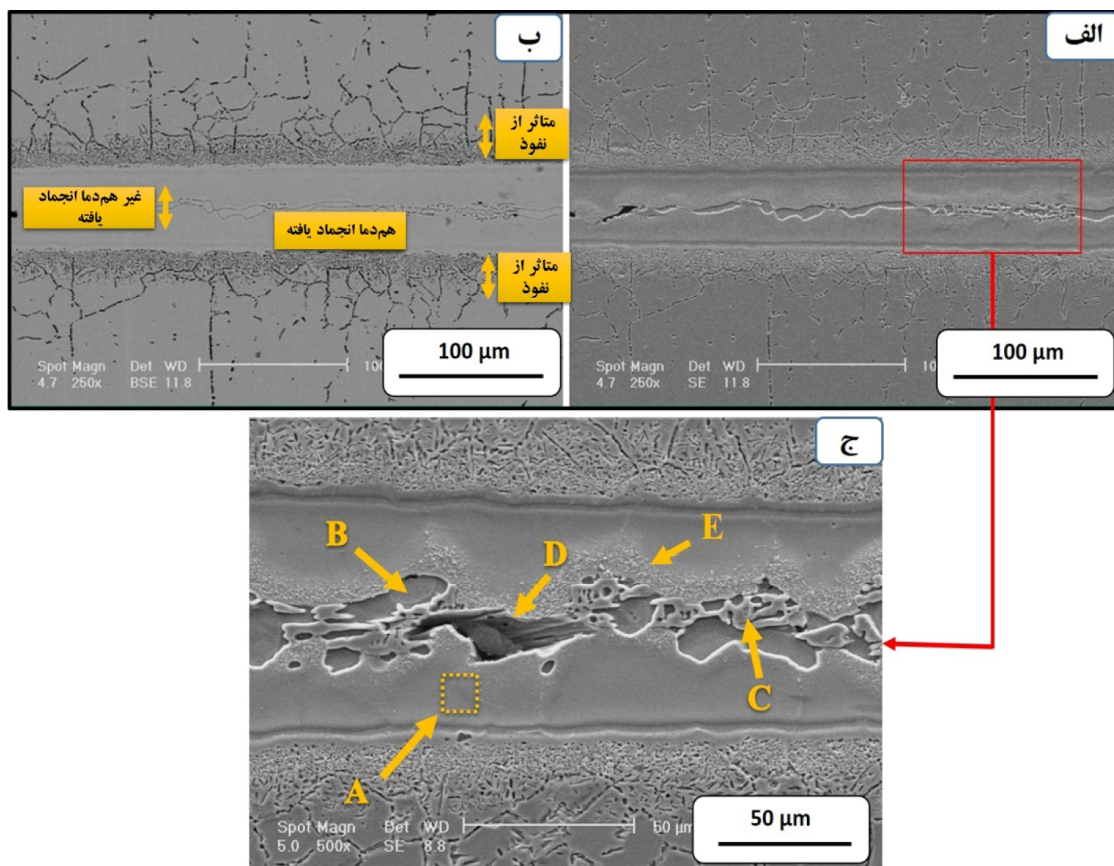 الف
ب
متاثر از
نفوذ
غیر هم‌دما انجماد
یافته
هم‌دما انجماد یافته
متاثر از
نفوذ
100 µm
Spot Magn Det WD
4.7 250x BSE 11.8
100 µm
Spot Magn Det WD
4.7 250x SE 11.8
ج
B
D
E
C
A
Spot Magn Det WD 50 µm
5.0 500x SE 8.8
50 µm